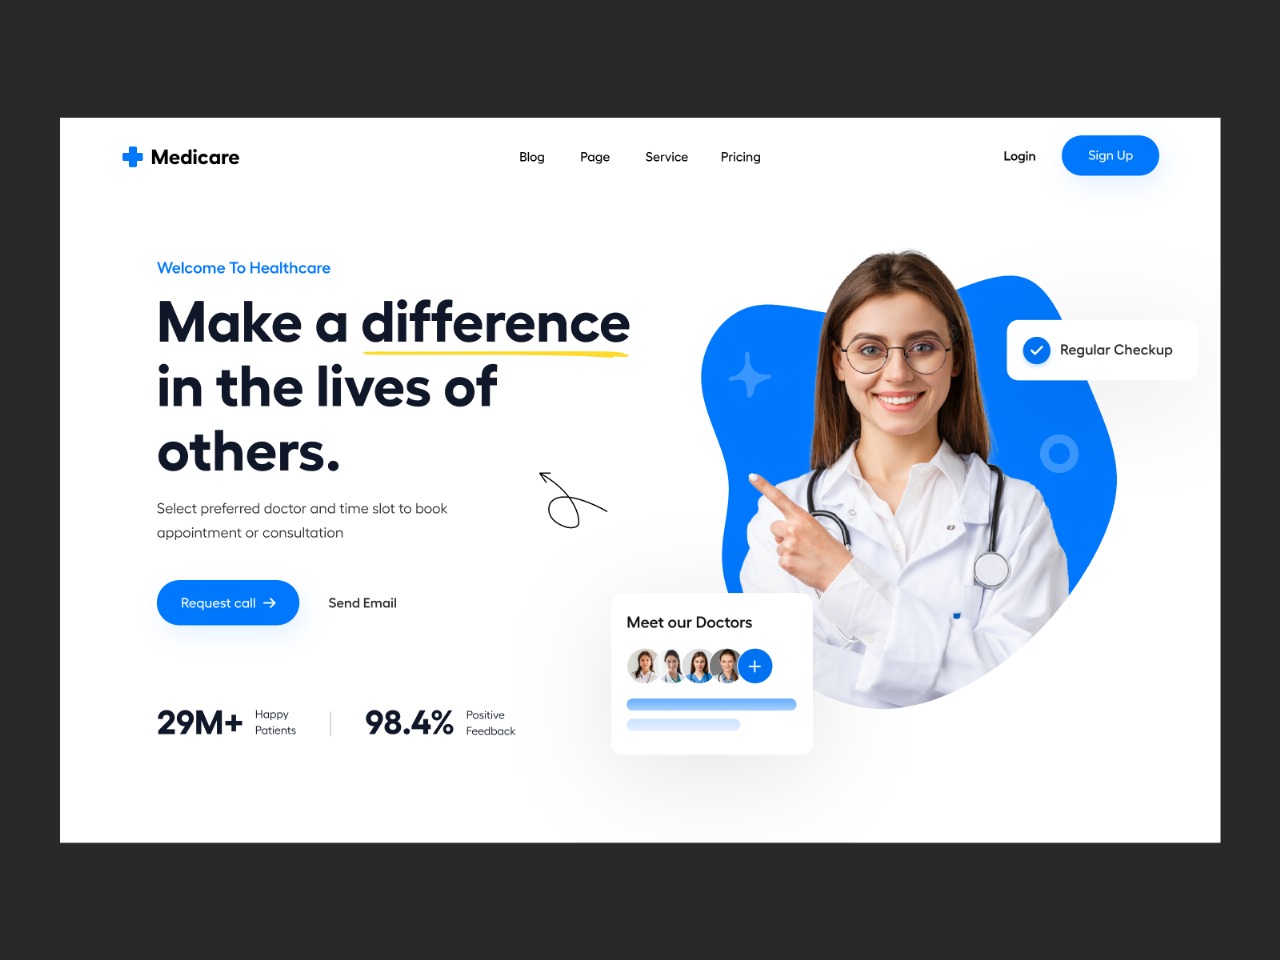 Medicare
Blog
Page
Service
Pricing
Login
Sign Up
Welcome To Healthcare
Make a difference
in the lives of
others.
Select preferred doctor and time slot to book
appointment or consultation
Request call
Send Email
29M+
Happy
Patients
98.4%
Positive
Feedback
Regular Checkup
Meet our Doctors